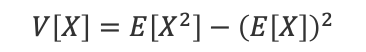 V[X] = E[X²] − (E[X])²